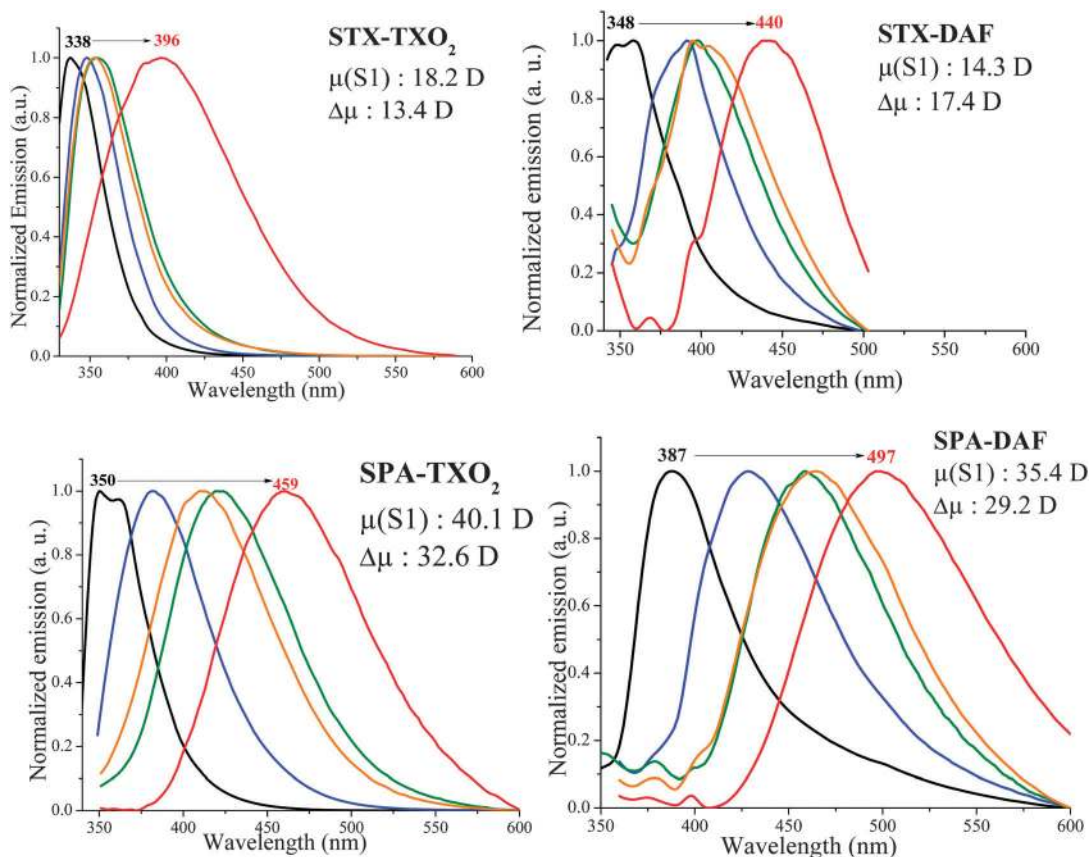 338 396
STX-TXO₂
μ(S1) : 18.2 D
Δμ : 13.4 D
Normalized Emission (a.u.)
1.0
0.8
0.6
0.4
0.2
0.0
350 400 450 500 550 600
Wavelength (nm)
348 440
STX-DAF
μ(S1) : 14.3 D
Δμ : 17.4 D
Normalized emission (a. u.)
1.0
0.8
0.6
0.4
0.2
0.0
350 400 450 500 550 600
Wavelength (nm)
350 459
SPA-TXO₂
μ(S1) : 40.1 D
Δμ : 32.6 D
Normalized emission (a. u.)
1.0
0.8
0.6
0.4
0.2
0.0
350 400 450 500 550 600
Wavelength (nm)
387 497
SPA-DAF
μ(S1) : 35.4 D
Δμ : 29.2 D
Normalized emission (a. u.)
1.0
0.8
0.6
0.4
0.2
0.0
350 400 450 500 550 600
Wavelength (nm)